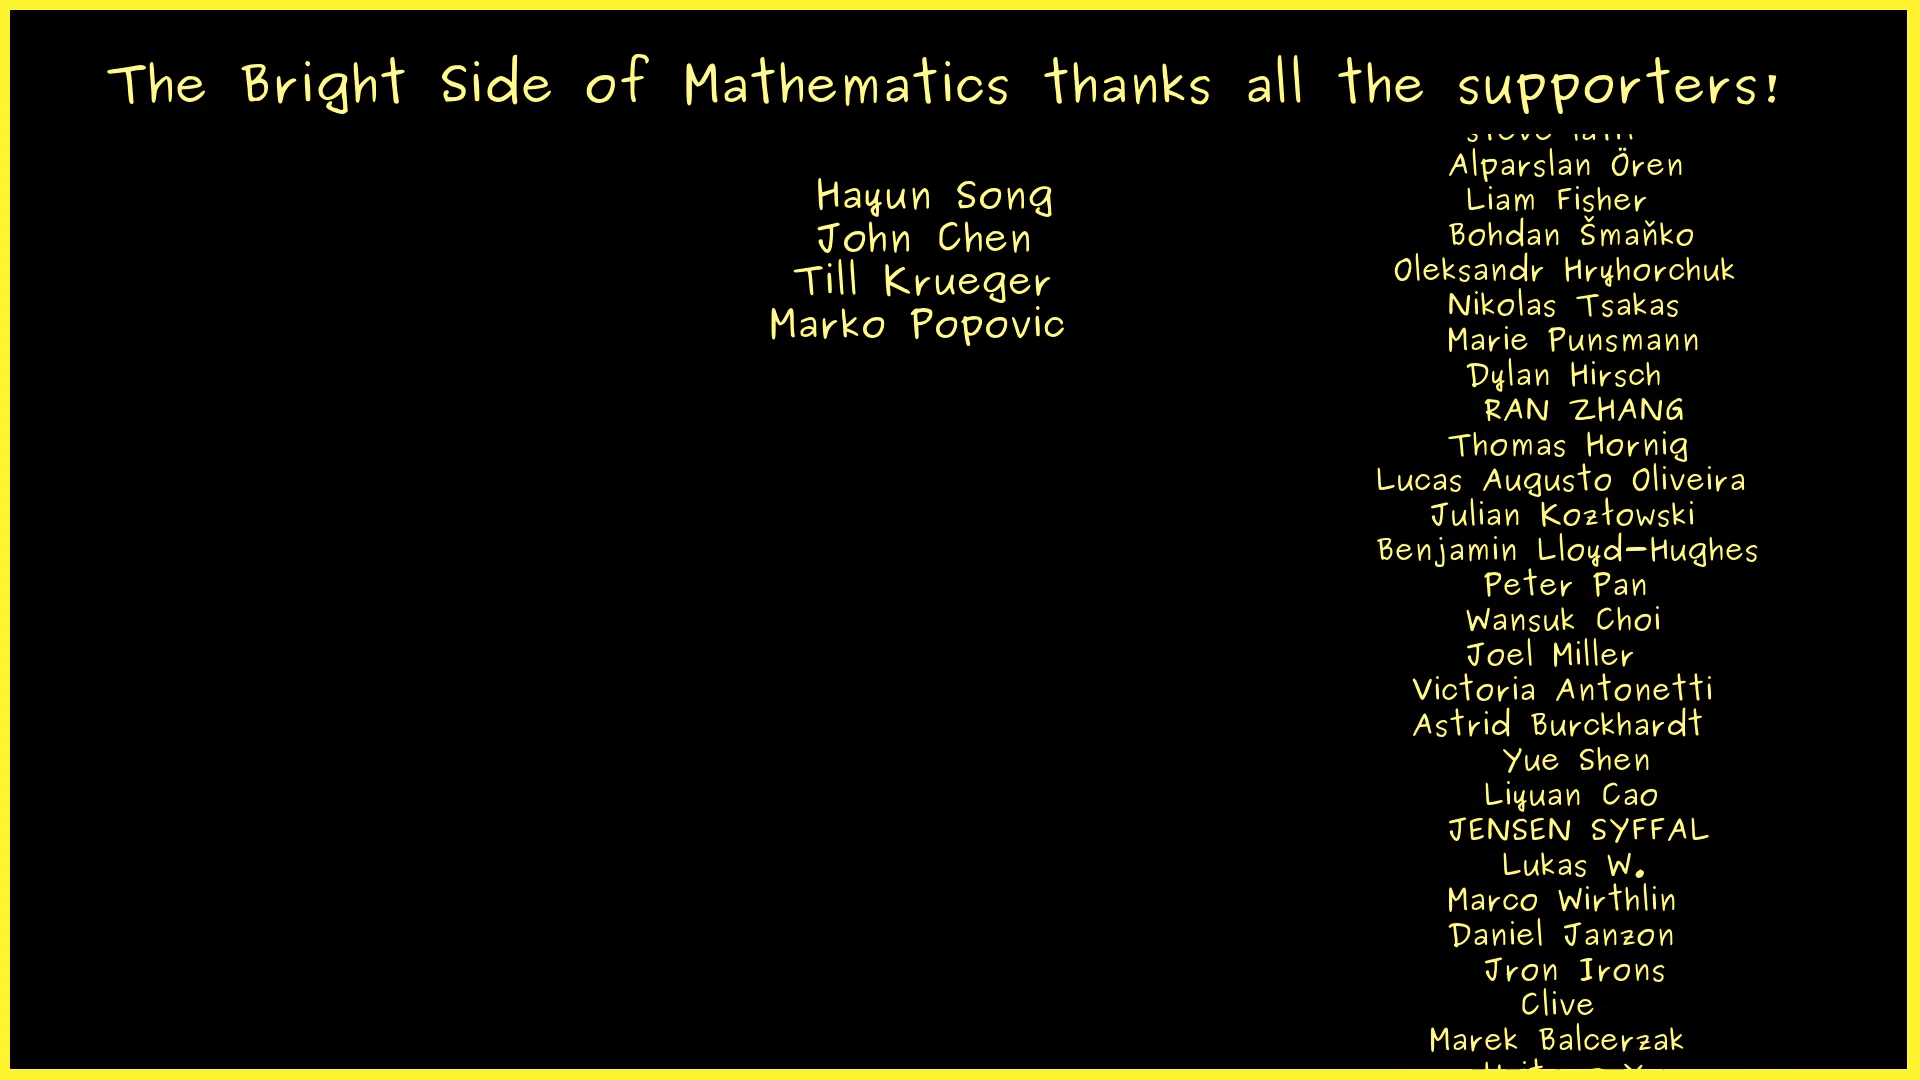 The Bright Side of Mathematics thanks all the supporters!
Hayun Song
John Chen
Till Krueger
Marko Popovic
Alparslan Ören
Liam Fisher
Bohdan Šmaňko
Oleksandr Hryhorchuk
Nikolas Tsakas
Marie Punsmann
Dylan Hirsch
RAN ZHANG
Thomas Hornig
Lucas Augusto Oliveira
Julian Kozłowski
Benjamin Lloyd-Hughes
Peter Pan
Wansuk Choi
Joel Miller
Victoria Antonetti
Astrid Burckhardt
Yue Shen
Liyuan Cao
JENSEN SYFFAL
Lukas W.
Marco Wirthlin
Daniel Janzon
Jron Irons
Clive
Marek Balcerzak